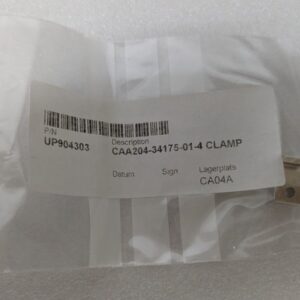 P/N
UP904303
Description
CAA204-34175-01-4 CLAMP
Datum Sign Lagerplats
CA04A